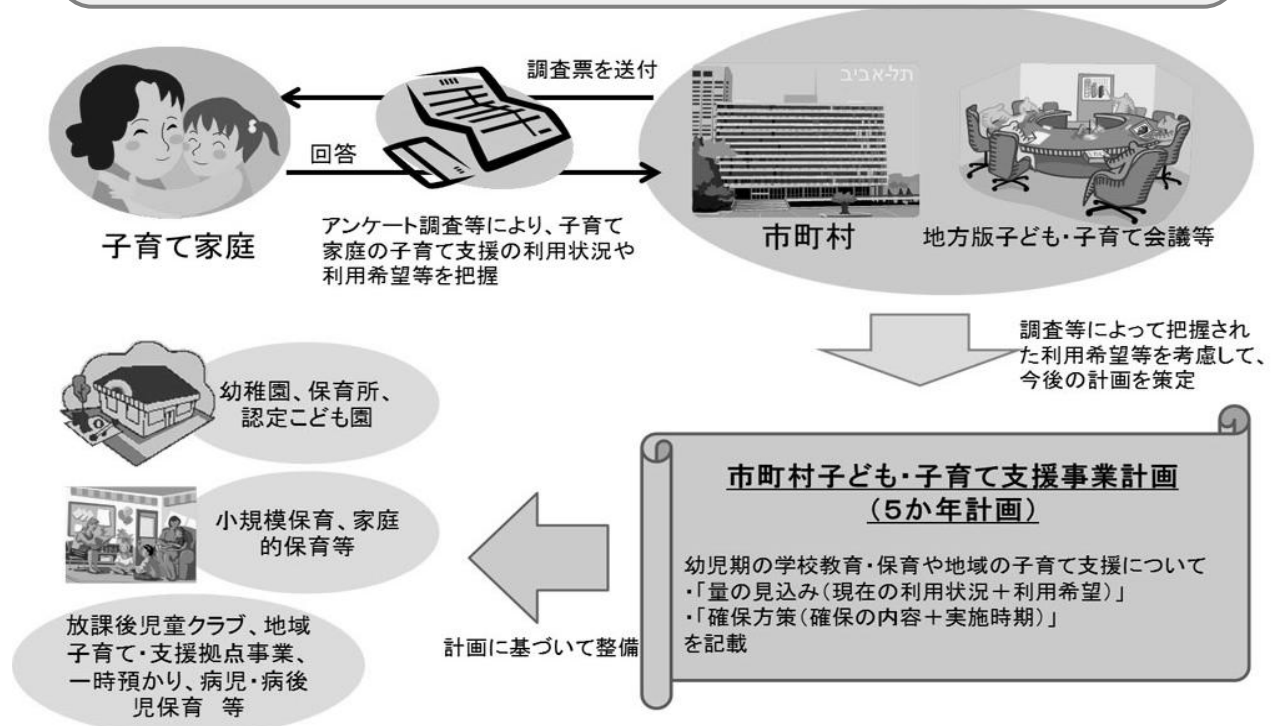 調査票を送付
回答
子育て家庭
アンケート調査等により、子育て
家庭の子育て支援の利用状況や
利用希望等を把握
תל-אביב
市町村
地方版子ども・子育て会議等
調査等によって把握され
た利用希望等を考慮して、
今後の計画を策定
幼稚園、保育所、
認定こども園
小規模保育、家庭
的保育等
放課後児童クラブ、地域
子育て・支援拠点事業、
一時預かり、病児・病後
児保育 等
計画に基づいて整備
市町村子ども・子育て支援事業計画
(5か年計画)
幼児期の学校教育・保育や地域の子育て支援について
・「量の見込み(現在の利用状況+利用希望)」
・「確保方策(確保の内容+実施時期)」
を記載